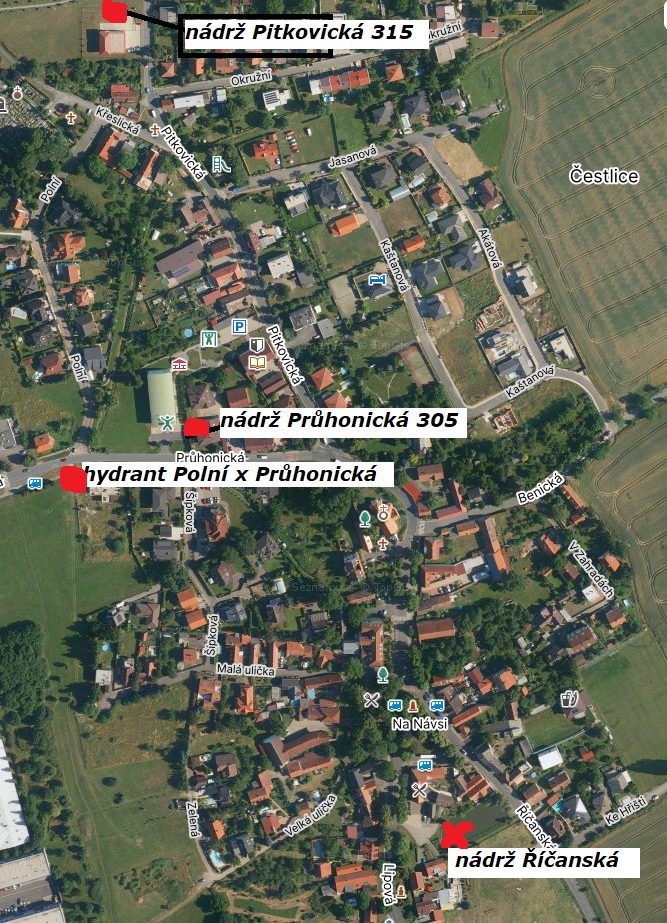 nádrž Pitkovická 315
Okružní
Okružní
Křeslická
Pitkovická
Jasanová
Čestlice
Polní
Akátová
Kaštanová
P
Pitkovická
Polní
Kaštanová
nádrž Průhonická 305
Průhonická
hydrant Polní x Průhonická
Benická
Šípková
V Zahradách
Šípková
Malá ulička
Na Návsi
Zelená
Velká ulička
Říčanská
Ke Hřišti
nádrž Říčanská
Lipová